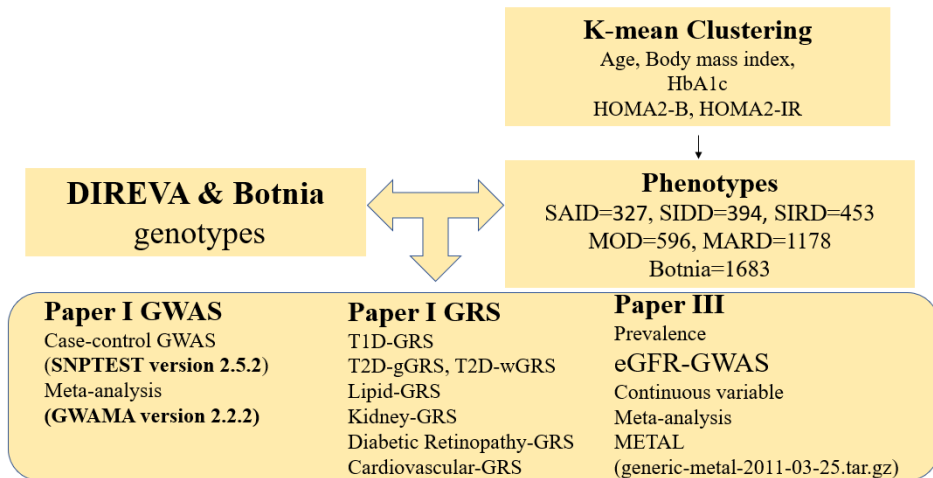 K-mean Clustering
Age, Body mass index,
HbA1c
HOMA2-B, HOMA2-IR
DIREVA & Botnia
genotypes
Phenotypes
SAID=327, SIDD=394, SIRD=453
MOD=596, MARD=1178
Botnia=1683
Paper I GWAS
Case-control GWAS
(SNPTEST version 2.5.2)
Meta-analysis
(GWAMA version 2.2.2)
Paper I GRS
T1D-GRS
T2D-gGRS, T2D-wGRS
Lipid-GRS
Kidney-GRS
Diabetic Retinopathy-GRS
Cardiovascular-GRS
Paper III
Prevalence
eGFR-GWAS
Continuous variable
Meta-analysis
METAL
(generic-metal-2011-03-25.tar.gz)